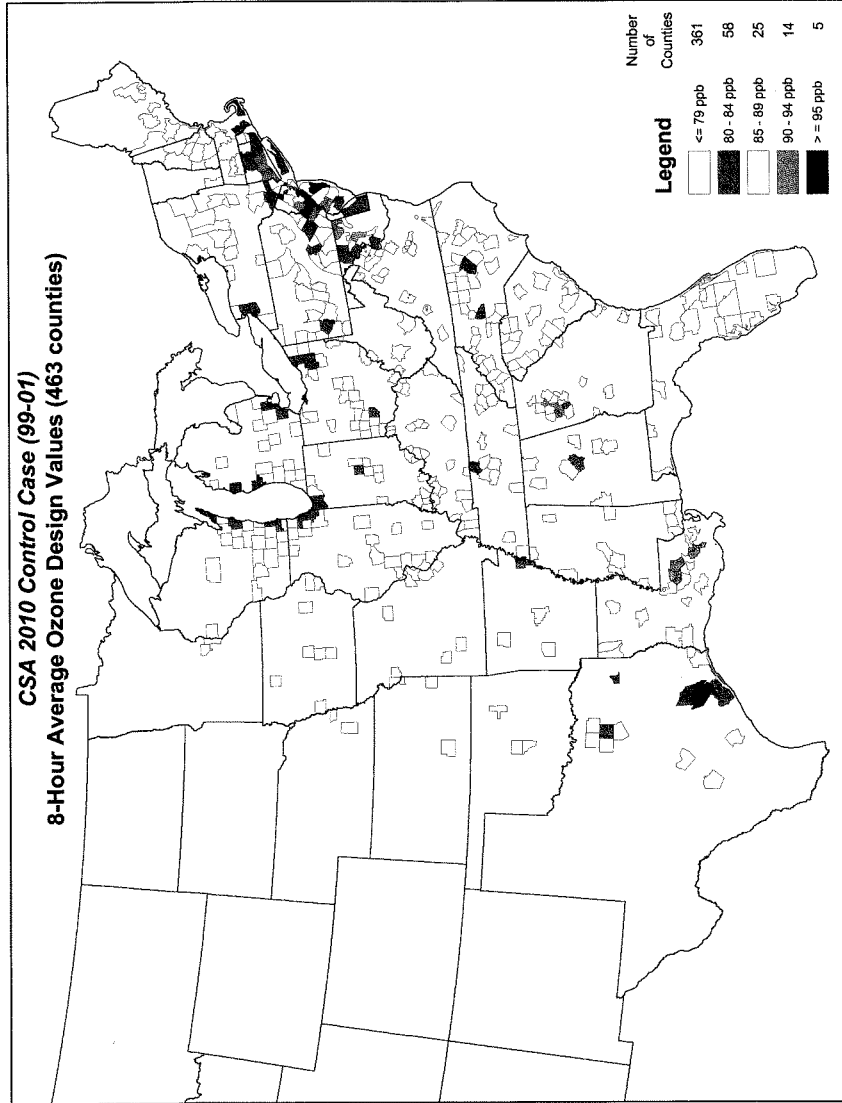 CSA 2010 Control Case (99-01)
8-Hour Average Ozone Design Values (463 counties)
Legend
Number
of
Counties
<= 79 ppb 361
80 - 84 ppb 58
85 - 89 ppb 25
90 - 94 ppb 14
> = 95 ppb 5